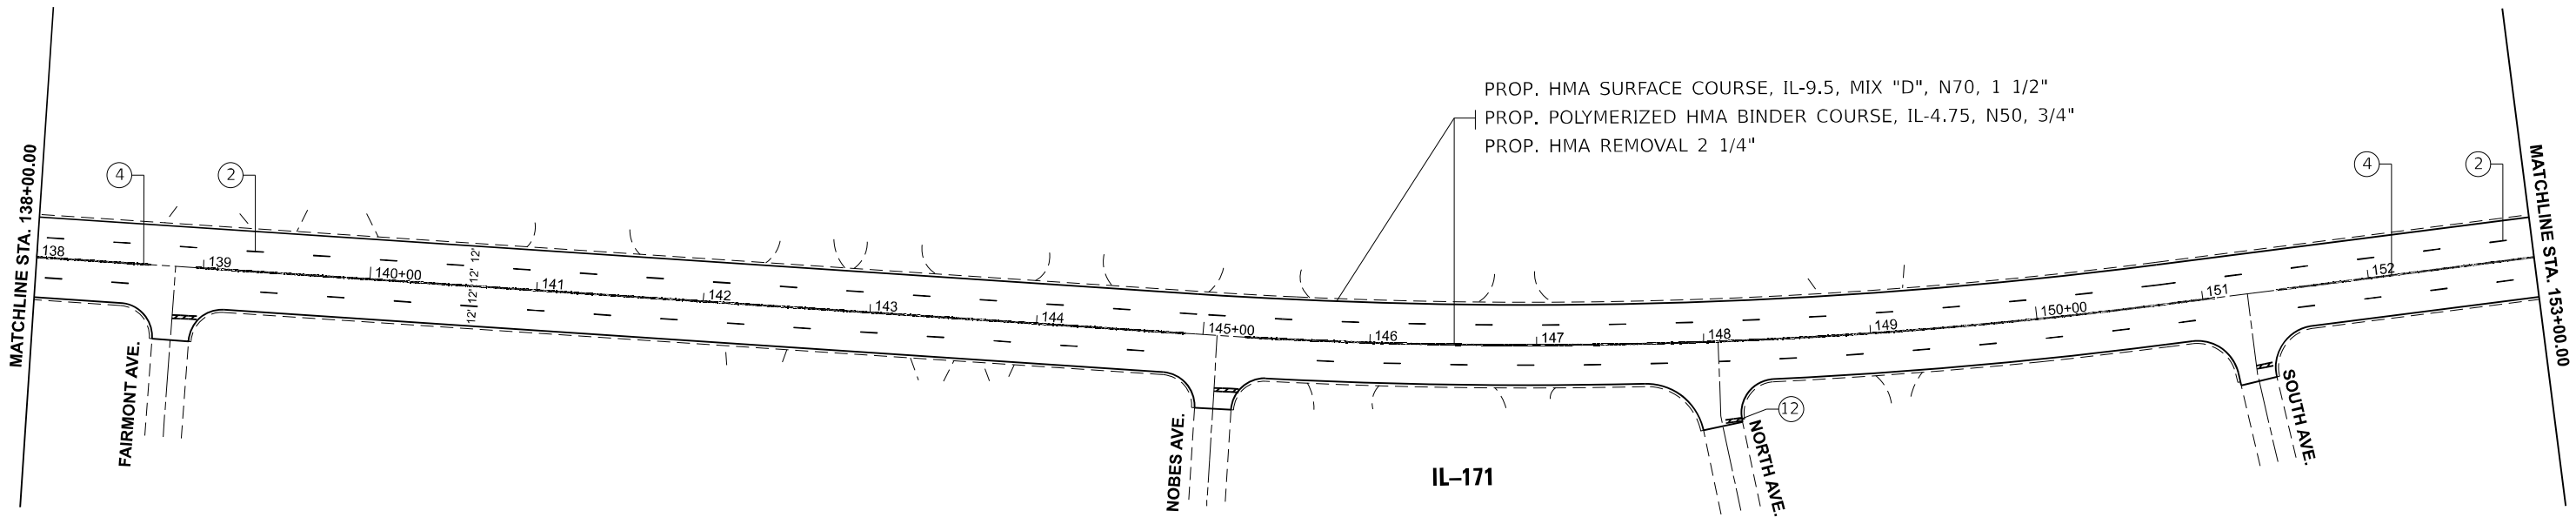 PROP. HMA SURFACE COURSE, IL-9.5, MIX "D", N70, 1 1/2"
PROP. POLYMERIZED HMA BINDER COURSE, IL-4.75, N50, 3/4"
PROP. HMA REMOVAL 2 1/4"
MATCHLINE STA. 138+00.00
4
2
4
2
MATCHLINE STA. 153+00.00
138
139
140+00
141
142
143
144
145+00
146
147
148
149
150+00
151
152
12' 12' 12' 12'
FAIRMONT AVE.
NOBES AVE.
NORTH AVE.
12
SOUTH AVE.
IL–171